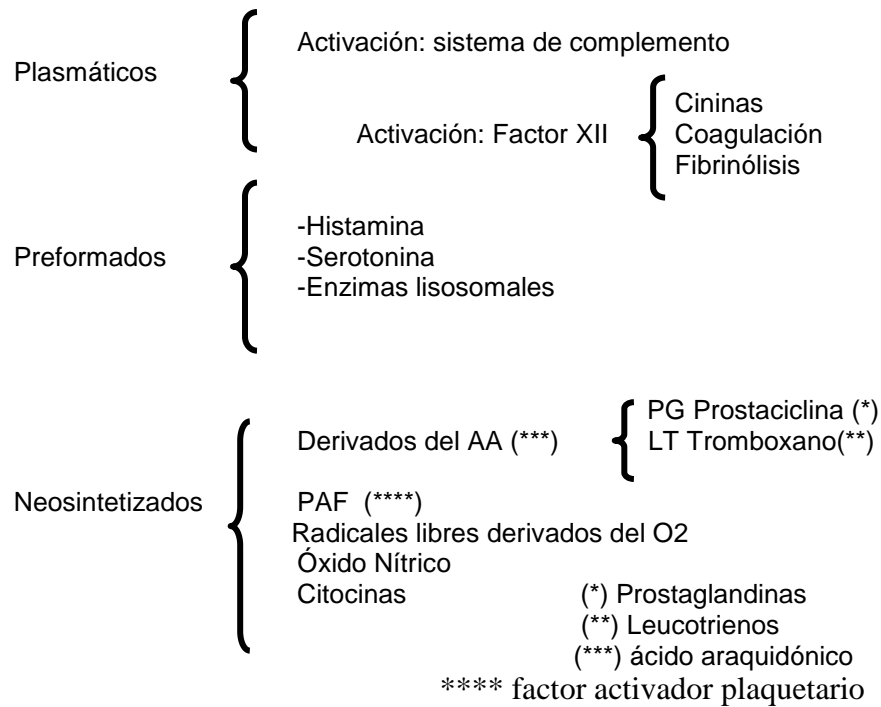 Activación: sistema de complemento
Plasmáticos
Cininas
Activación: Factor XII
Coagulación
Fibrinólisis
-Histamina
Preformados
-Serotonina
-Enzimas lisosomales
PG Prostaciclina (*)
Derivados del AA (***)
LT Tromboxano(**)
Neosintetizados
PAF (****)
Radicales libres derivados del O2
Óxido Nítrico
Citocinas
(*) Prostaglandinas
(**) Leucotrienos
(***) ácido araquidónico
**** factor activador plaquetario